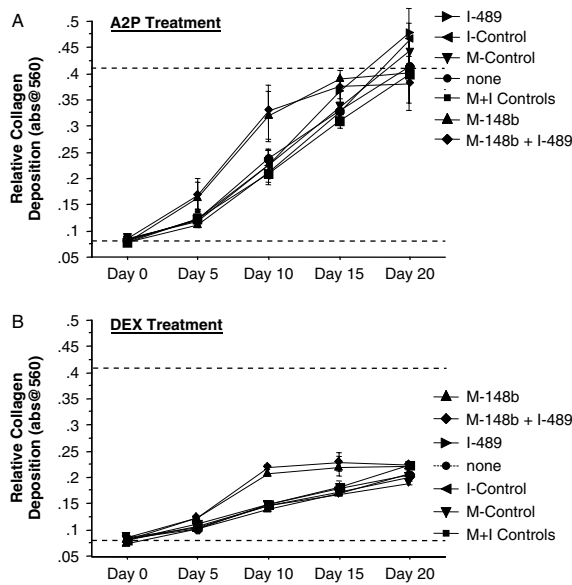 A
A2P Treatment
Relative Collagen
Deposition (abs@560)
.5
.45
.4
.35
.3
.25
.2
.15
.1
.05
Day 0 Day 5 Day 10 Day 15 Day 20
I-489
I-Control
M-Control
none
M+I Controls
M-148b
M-148b + I-489
B
DEX Treatment
Relative Collagen
Deposition (abs@560)
.5
.45
.4
.35
.3
.25
.2
.15
.1
.05
Day 0 Day 5 Day 10 Day 15 Day 20
M-148b
M-148b + I-489
I-489
none
I-Control
M-Control
M+I Controls